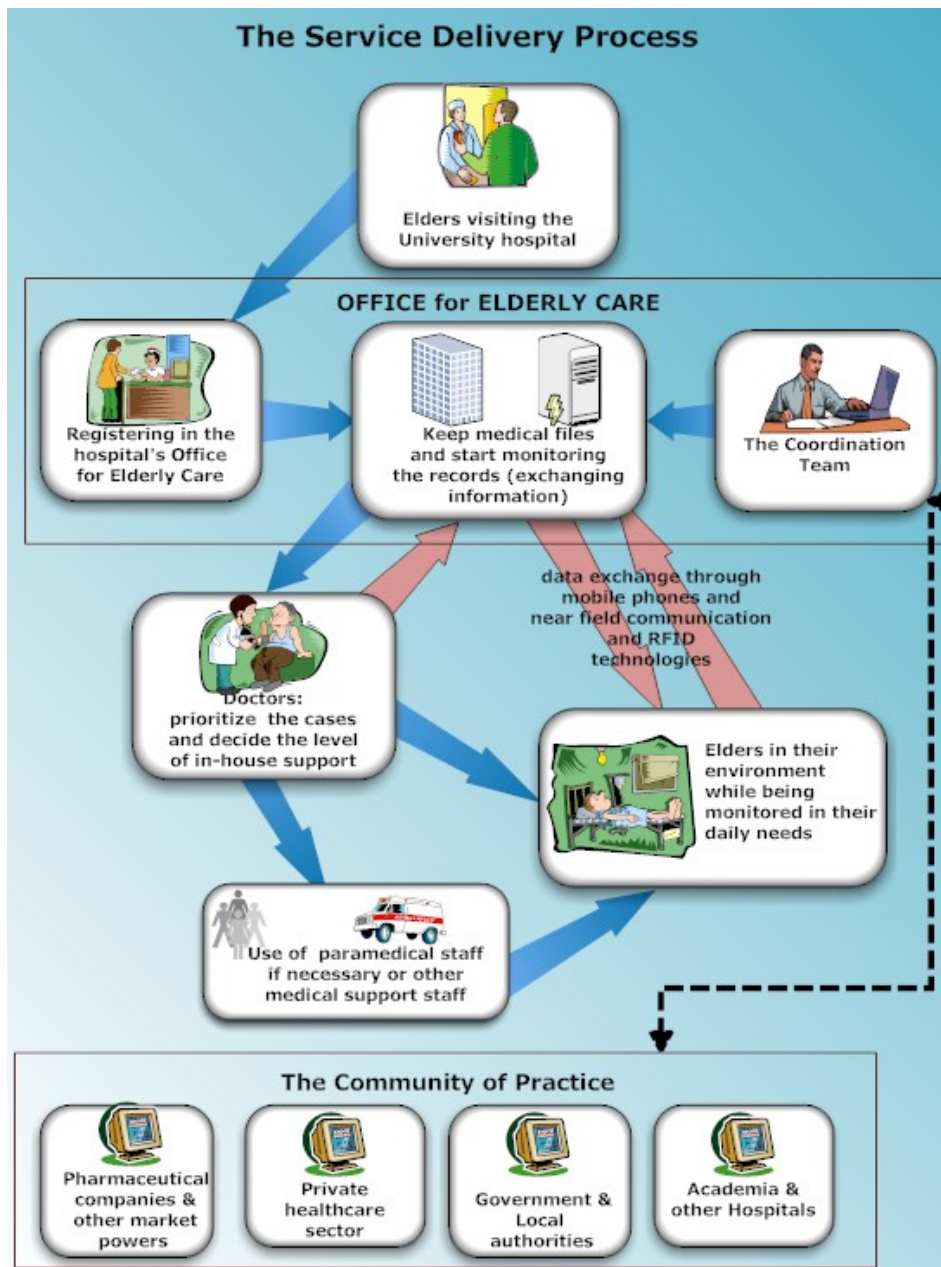 The Service Delivery Process
Elders visiting the
University hospital
OFFICE for ELDERLY CARE
Registering in the
hospital's Office
for Elderly Care
Keep medical files
and start monitoring
the records (exchanging
information)
The Coordination
Team
data exchange through
mobile phones and
near field communication
and RFID
technologies
Doctors:
prioritize the cases
and decide the level
of in-house support
Elders in their
environment
while being
monitored in their
daily needs
Use of paramedical staff
if necessary or other
medical support staff
The Community of Practice
Pharmaceutical
companies &
other market
powers
Private
healthcare
sector
Government &
Local
authorities
Academia &
other Hospitals